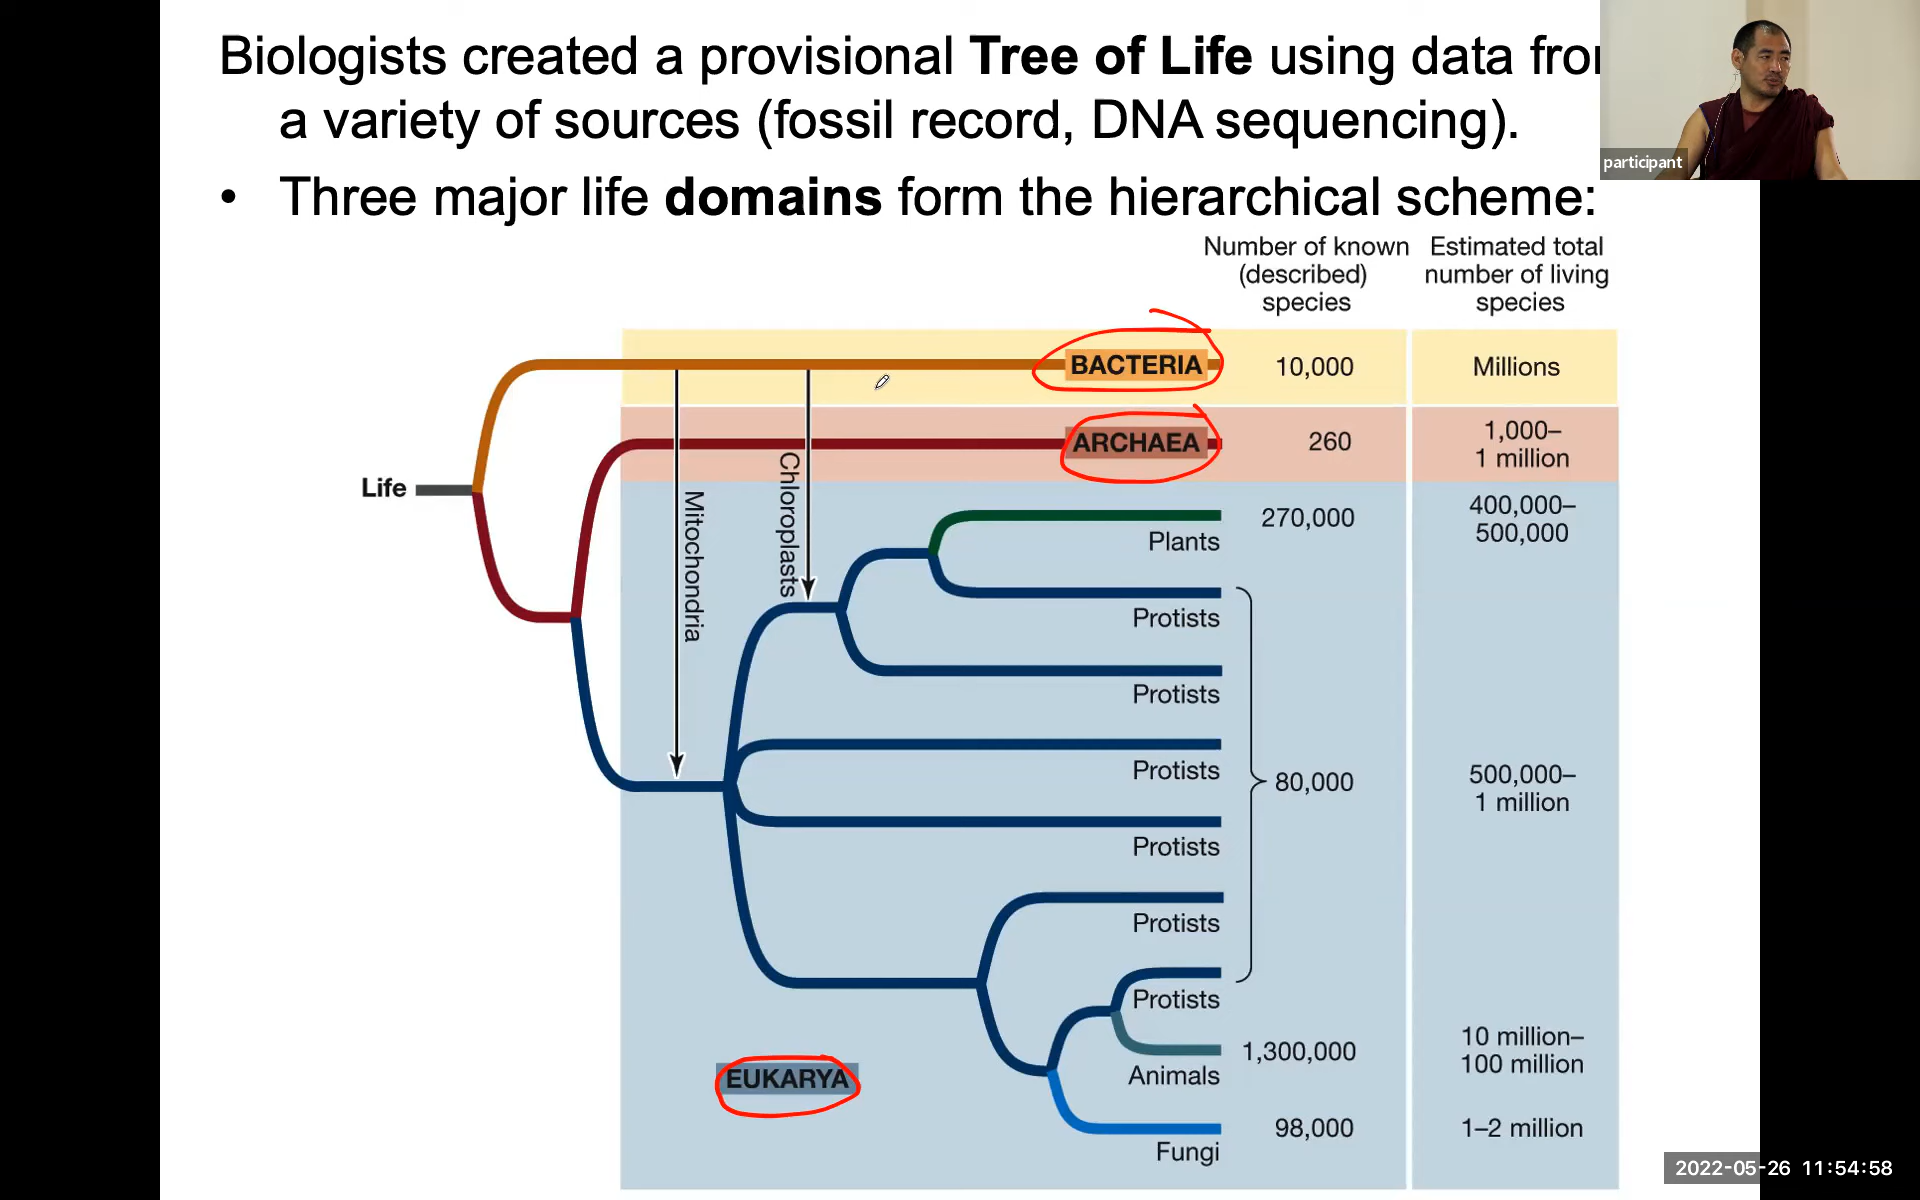 Biologists created a provisional Tree of Life using data
a variety of sources (fossil record, DNA sequencing).
participant
• Three major life domains form the hierarchical scheme:
Number of known
(described)
species
Estimated total
number of living
species
BACTERIA
10,000
Millions
ARCHAEA
260
1,000–
1 million
Life
Mitochondria
Chloroplasts
Plants
270,000
400,000–
500,000
Protists
Protists
Protists
80,000
500,000–
1 million
Protists
Protists
Protists
Animals
1,300,000
10 million–
100 million
EUKARYA
Fungi
98,000
1–2 million
2022-05-26 11:54:58